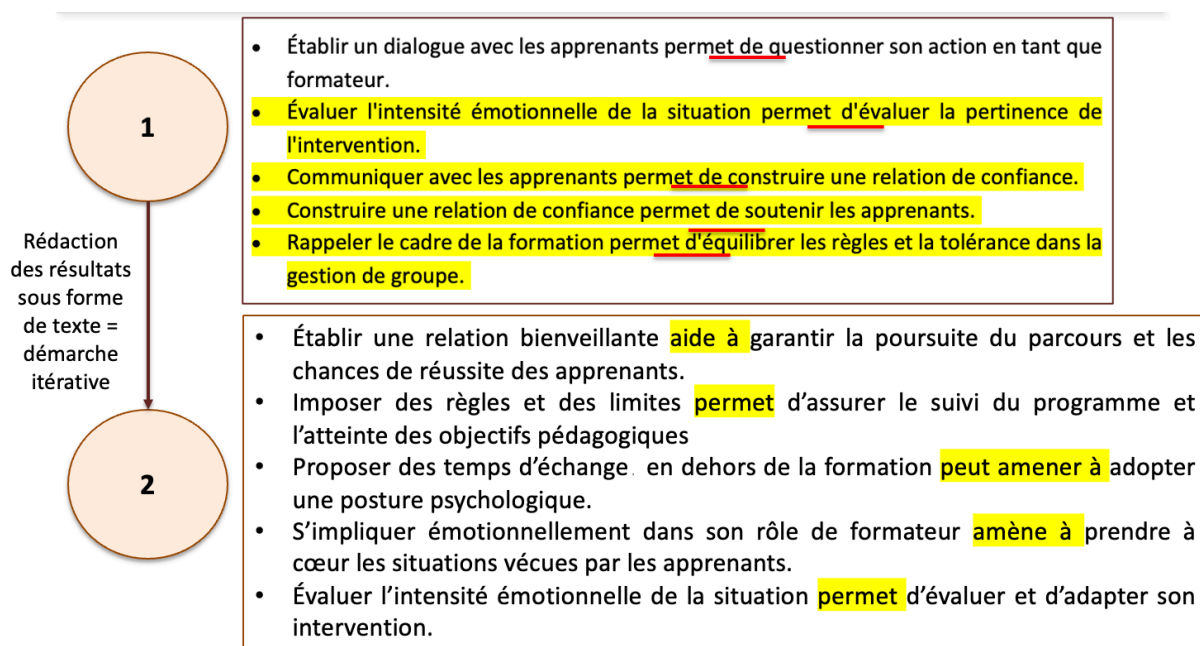 1
• Établir un dialogue avec les apprenants permet de questionner son action en tant que
formateur.
• Évaluer l'intensité émotionnelle de la situation permet d'évaluer la pertinence de
l'intervention.
• Communiquer avec les apprenants permet de construire une relation de confiance.
• Construire une relation de confiance permet de soutenir les apprenants.
• Rappeler le cadre de la formation permet d'équilibrer les règles et la tolérance dans la
gestion de groupe.
Rédaction
des résultats
sous forme
de texte =
démarche
itérative
2
• Établir une relation bienveillante aide à garantir la poursuite du parcours et les
chances de réussite des apprenants.
• Imposer des règles et des limites permet d’assurer le suivi du programme et
l’atteinte des objectifs pédagogiques
• Proposer des temps d’échange en dehors de la formation peut amener à adopter
une posture psychologique.
• S’impliquer émotionnellement dans son rôle de formateur amène à prendre à
cœur les situations vécues par les apprenants.
• Évaluer l’intensité émotionnelle de la situation permet d’évaluer et d’adapter son
intervention.